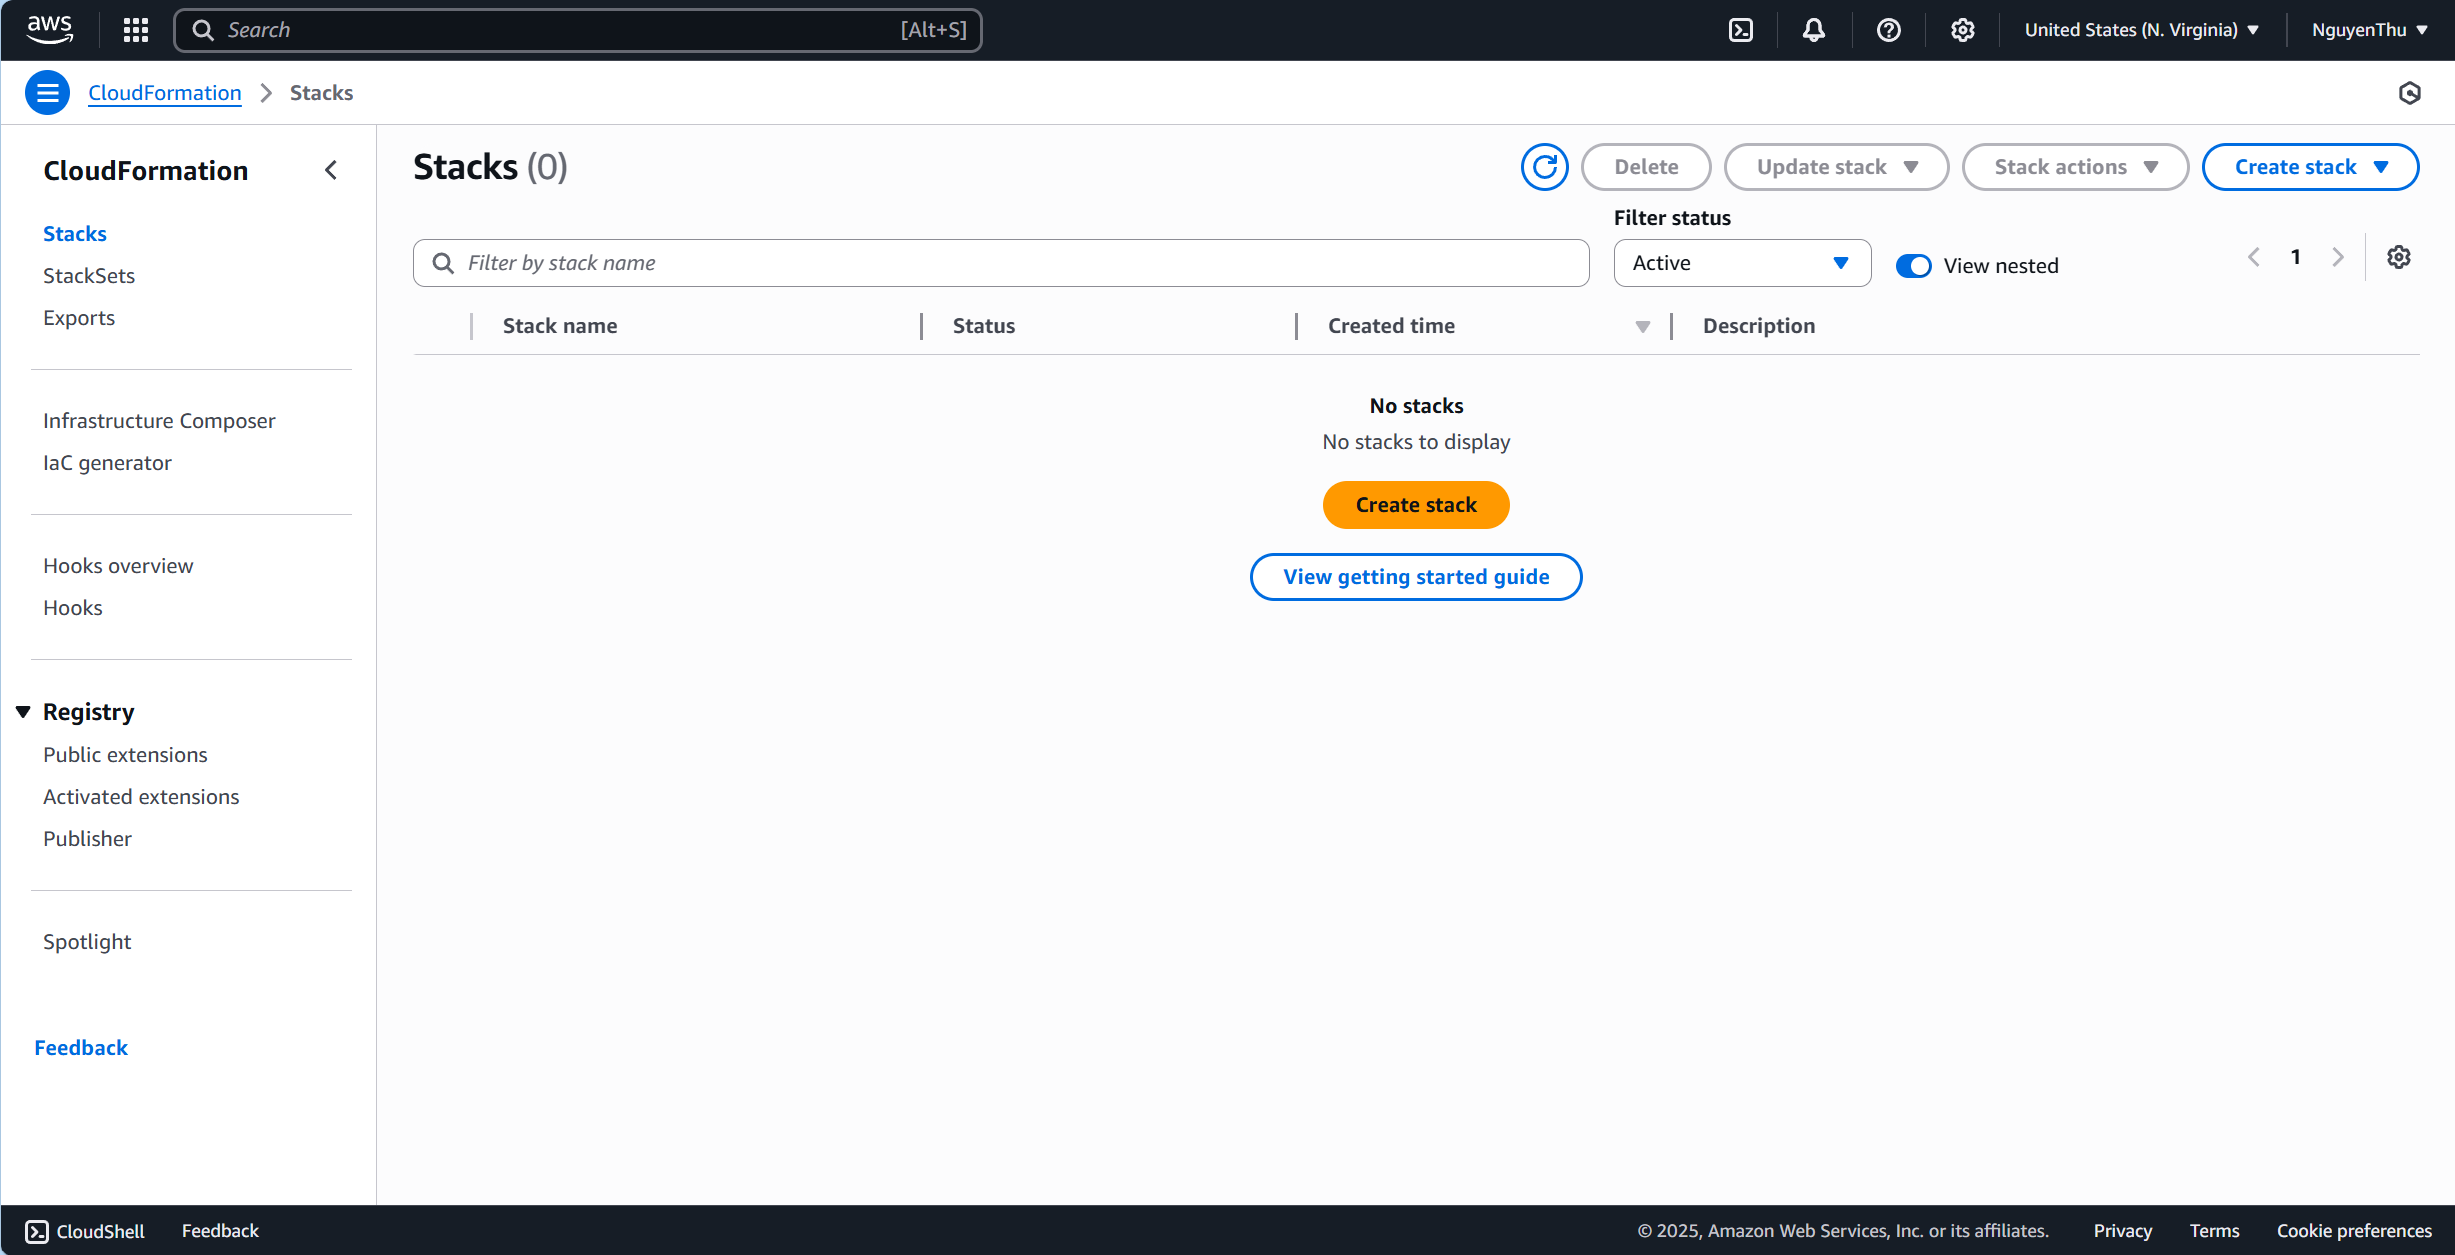 aws
Search [Alt+S]
United States (N. Virginia)
NguyenThu
CloudFormation
Stacks
CloudFormation
Stacks
StackSets
Exports
Infrastructure Composer
IaC generator
Hooks overview
Hooks
Registry
Public extensions
Activated extensions
Publisher
Spotlight
Feedback
Stacks (0)
Delete
Update stack
Stack actions
Create stack
Filter by stack name
Filter status
Active
View nested
1
Stack name
Status
Created time
Description
No stacks
No stacks to display
Create stack
View getting started guide
CloudShell
Feedback
© 2025, Amazon Web Services, Inc. or its affiliates.
Privacy
Terms
Cookie preferences